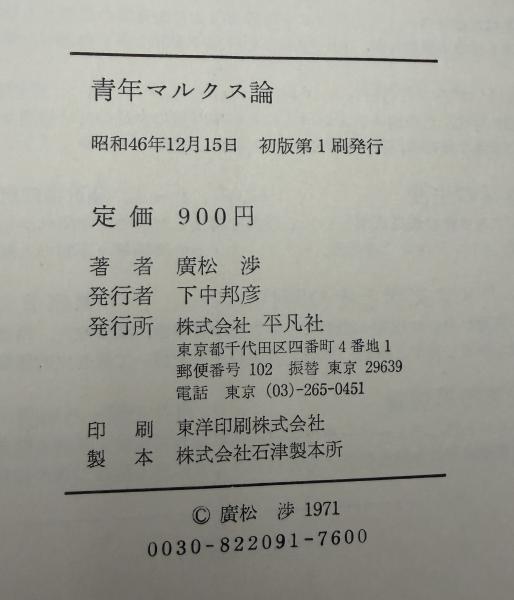 青年マルクス論
昭和46年12月15日 初版第1刷発行
定価 900円
著者 廣松 渉
発行者 下中邦彦
発行所 株式会社 平凡社
東京都千代田区四番町4番地1
郵便番号 102 振替 東京 29639
電話 東京 (03)-265-0451
印刷 東洋印刷株式会社
製本 株式会社石津製本所
© 廣松 渉 1971
0030-822091-7600